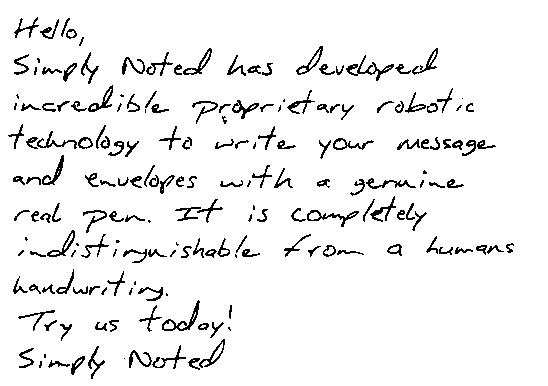 Hello,
Simply Noted has developed
incredible proprietary robotic
technology to write your message
and envelopes with a genuine
real pen. It is completely
indistinguishable from a humans
handwriting.
Try us today!
Simply Noted